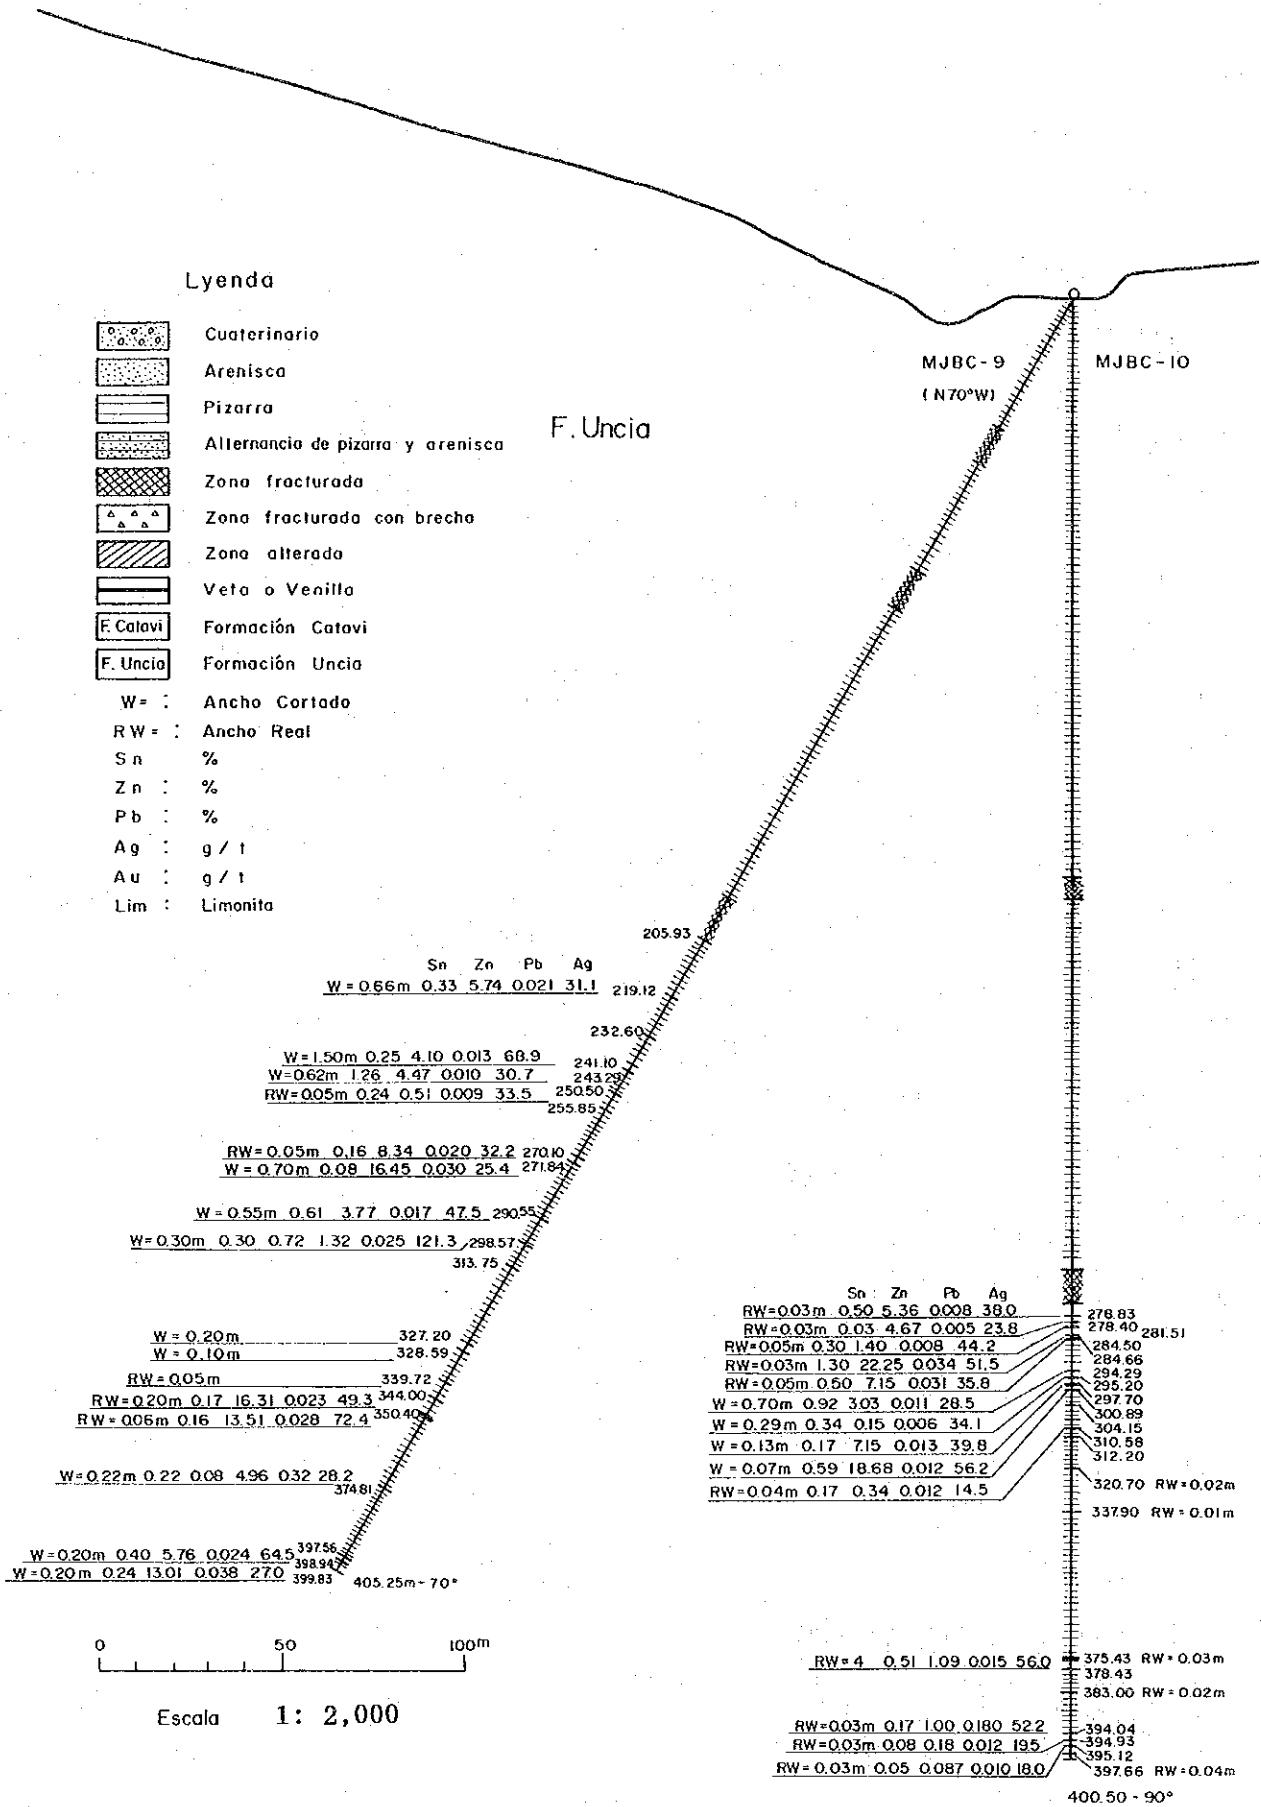 Lyenda
Cuaterinario
Arenisca
Pizarra
Alternancia de pizarra y arenisca
Zona fracturada
Zona fracturada con brecha
Zona alterada
Veta o Venilla
F. Catavi Formación Catavi
F. Uncia Formación Uncia
W= : Ancho Cortado
RW= : Ancho Real
Sn %
Zn : %
Pb : %
Ag : g/t
Au : g/t
Lim : Limonita
F. Uncia
MJBC-9
(N70°W)
MJBC-10
205.93
Sn Zn Pb Ag
W=0.66m 0.33 5.74 0.021 31.1 219.12
232.60
W=1.50m 0.25 4.10 0.013 68.9 241.10
W=0.62m 1.26 4.47 0.010 30.7 243.29
RW=0.05m 0.24 0.51 0.009 33.5 250.50
255.85
RW=0.05m 0.16 8.34 0.020 32.2 270.10
W=0.70m 0.08 16.45 0.030 25.4 271.84
W=0.55m 0.61 3.77 0.017 47.5 290.55
W=0.30m 0.30 0.72 1.32 0.025 121.3 298.57
313.75
W=0.20m 327.20
W=0.10m 328.59
RW=0.05m 339.72
RW=0.20m 0.17 16.31 0.023 49.3 344.00
RW=0.06m 0.16 13.51 0.028 72.4 350.40
W=0.22m 0.22 0.08 4.96 0.32 28.2
374.81
W=0.20m 0.40 5.76 0.024 64.5 397.56
398.94
W=0.20m 0.24 13.01 0.038 27.0 399.83
405.25m-70°
Sn Zn Pb Ag
RW=0.03m 0.50 5.36 0.008 38.0 278.83
RW=0.03m 0.03 4.67 0.005 23.8 278.40
281.51
RW=0.05m 0.30 1.40 0.008 44.2 284.50
RW=0.03m 1.30 22.25 0.034 51.5 284.66
RW=0.05m 0.50 7.15 0.031 35.8 294.29
295.20
W=0.70m 0.92 3.03 0.011 28.5 297.70
300.89
W=0.29m 0.34 0.15 0.006 34.1 304.15
W=0.13m 0.17 7.15 0.013 39.8 310.58
312.20
W=0.07m 0.59 18.68 0.012 56.2
RW=0.04m 0.17 0.34 0.012 14.5
320.70 RW=0.02m
337.90 RW=0.01m
RW=4 0.51 1.09 0.015 56.0 375.43 RW=0.03m
378.43
383.00 RW=0.02m
RW=0.03m 0.17 1.00 0.180 52.2 394.04
RW=0.03m 0.08 0.18 0.012 19.5 394.93
395.12
RW=0.03m 0.05 0.087 0.010 18.0 397.66 RW=0.04m
400.50-90°
0 50 100m
Escala 1: 2,000